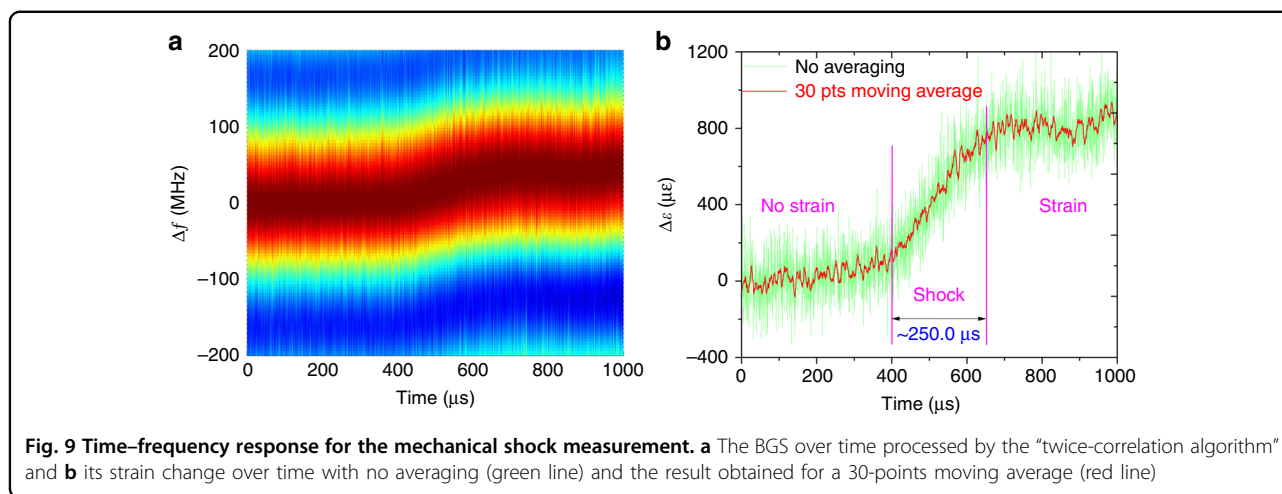 a
200
100
0
−100
−200
Δf (MHz)
0 200 400 600 800 1000
Time (μs)
b
1200
800
400
0
−400
Δε (με)
No averaging
30 pts moving average
No strain
Strain
Shock
~250.0 μs
0 200 400 600 800 1000
Time (μs)
Fig. 9 Time–frequency response for the mechanical shock measurement. a The BGS over time processed by the “twice-correlation algorithm”
and b its strain change over time with no averaging (green line) and the result obtained for a 30-points moving average (red line)